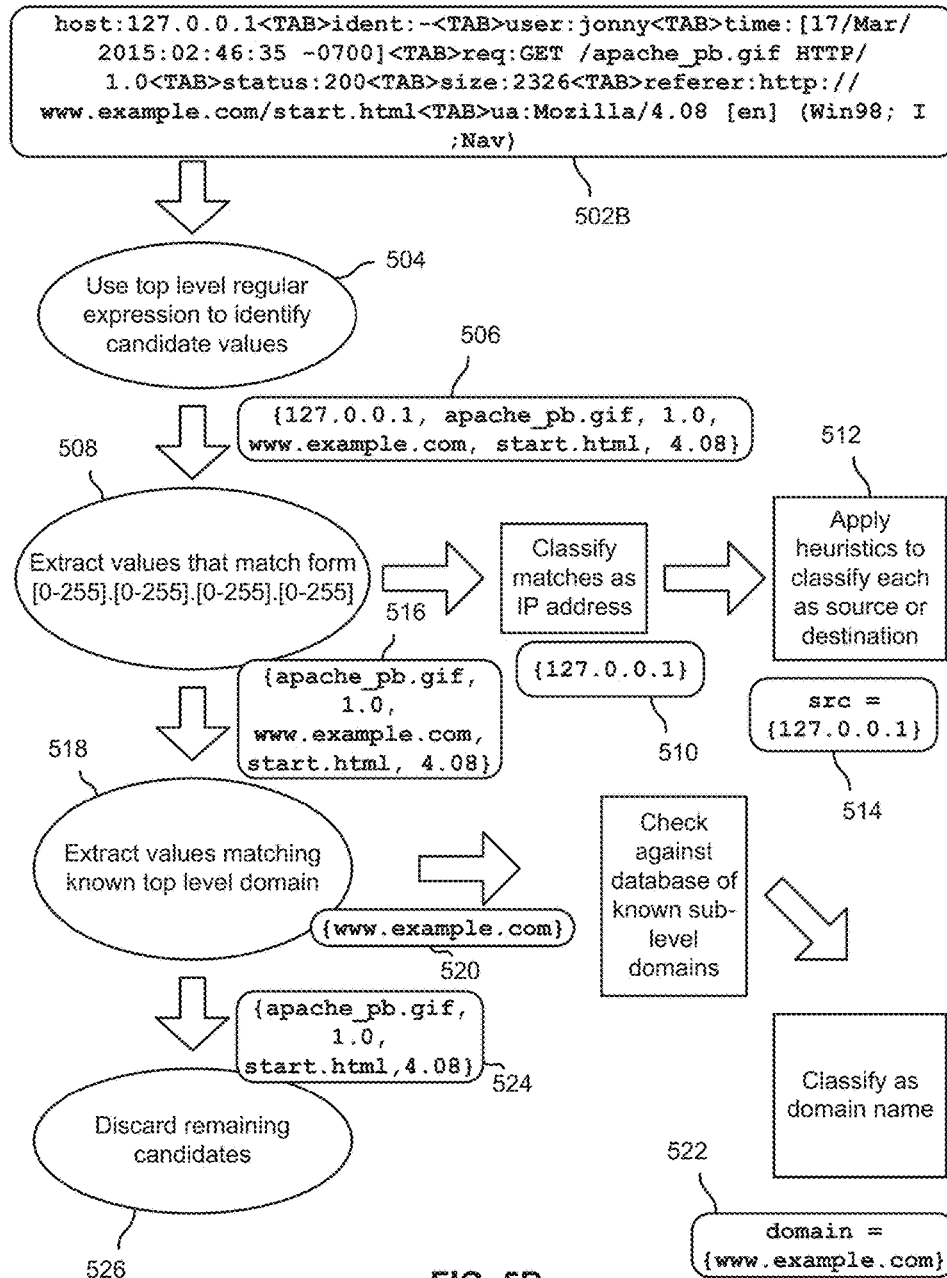 host:127.0.0.1<TAB>ident:-<TAB>user:jonny<TAB>time:[17/Mar/
2015:02:46:35 -0700]<TAB>req:GET /apache_pb.gif HTTP/
1.0<TAB>status:200<TAB>size:2326<TAB>referer:http://
www.example.com/start.html<TAB>ua:Mozilla/4.08 [en] (Win98; I
;Nav)
502B
504
Use top level regular
expression to identify
candidate values
506
{127.0.0.1, apache_pb.gif, 1.0,
www.example.com, start.html, 4.08}
508
Extract values that match form
[0-255].[0-255].[0-255].[0-255]
Classify
matches as
IP address
512
Apply
heuristics to
classify each
as source or
destination
516
{apache_pb.gif,
1.0,
www.example.com,
start.html, 4.08}
{127.0.0.1}
510
src =
{127.0.0.1}
514
518
Extract values matching
known top level domain
{www.example.com}
520
Check
against
database of
known sub-
level
domains
{apache_pb.gif,
1.0,
start.html,4.08}
524
Classify as
domain name
Discard remaining
candidates
526
522
domain =
{www.example.com}